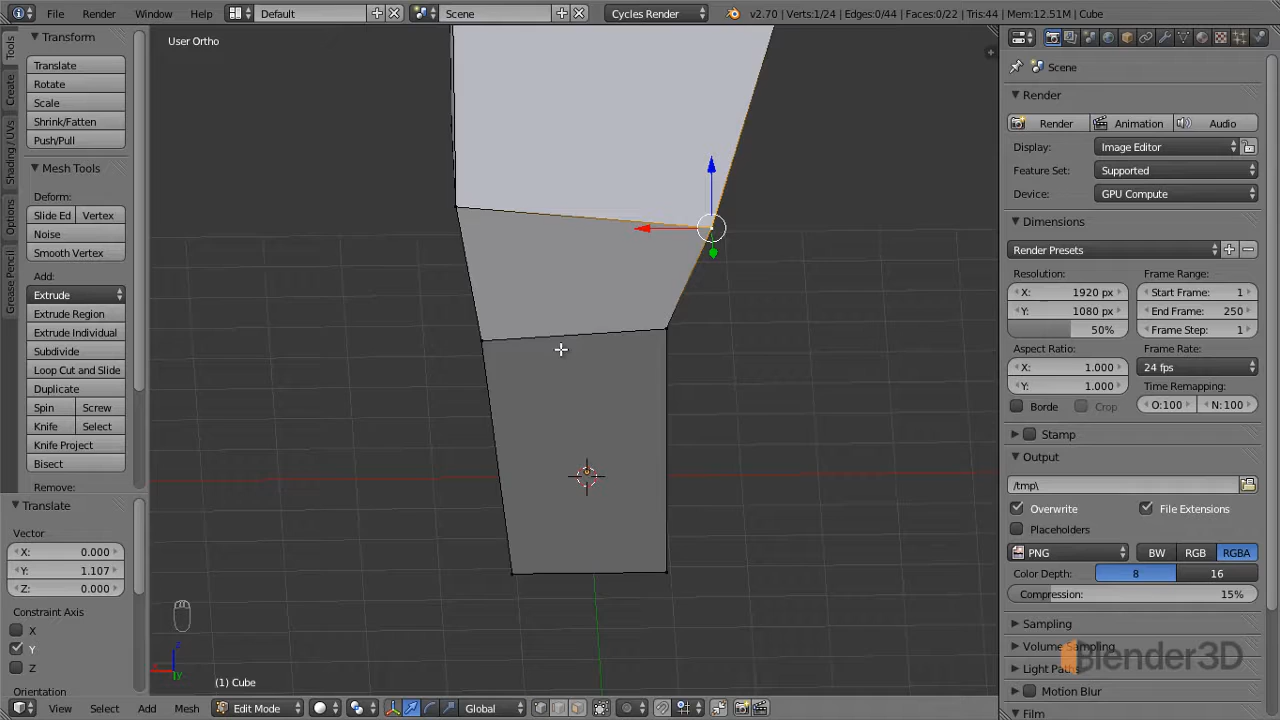 File Render Window Help Default Scene Cycles Render v2.70 | Verts:1/24 | Edges:0/44 | Faces:0/22 | Tris:44 | Mem:12.51M | Cube
Tools
Create
Shading / UVs
Options
Grease Pencil
Transform
Translate
Rotate
Scale
Shrink/Fatten
Push/Pull
Mesh Tools
Deform:
Slide Ed Vertex
Noise
Smooth Vertex
Add:
Extrude
Extrude Region
Extrude Individual
Subdivide
Loop Cut and Slide
Duplicate
Spin Screw
Knife Select
Knife Project
Bisect
Remove:
Translate
Vector
X: 0.000
Y: 1.107
Z: 0.000
Constraint Axis
X
Y
Z
Orientation
User Ortho
(1) Cube
View Select Add Mesh Edit Mode Global
Scene
Render
Render Animation Audio
Display: Image Editor
Feature Set: Supported
Device: GPU Compute
Dimensions
Render Presets
Resolution: Frame Range:
X: 1920 px Start Frame: 1
Y: 1080 px End Frame: 250
50% Frame Step: 1
Aspect Ratio: Frame Rate:
X: 1.000 24 fps
Y: 1.000 Time Remapping:
Borde Crop O:100 N:100
Stamp
Output
/tmp\
Overwrite File Extensions
Placeholders
PNG BW RGB RGBA
Color Depth: 8 16
Compression: 15%
Sampling
Volume Sampling
Blender3D
Light Paths
Motion Blur
Film